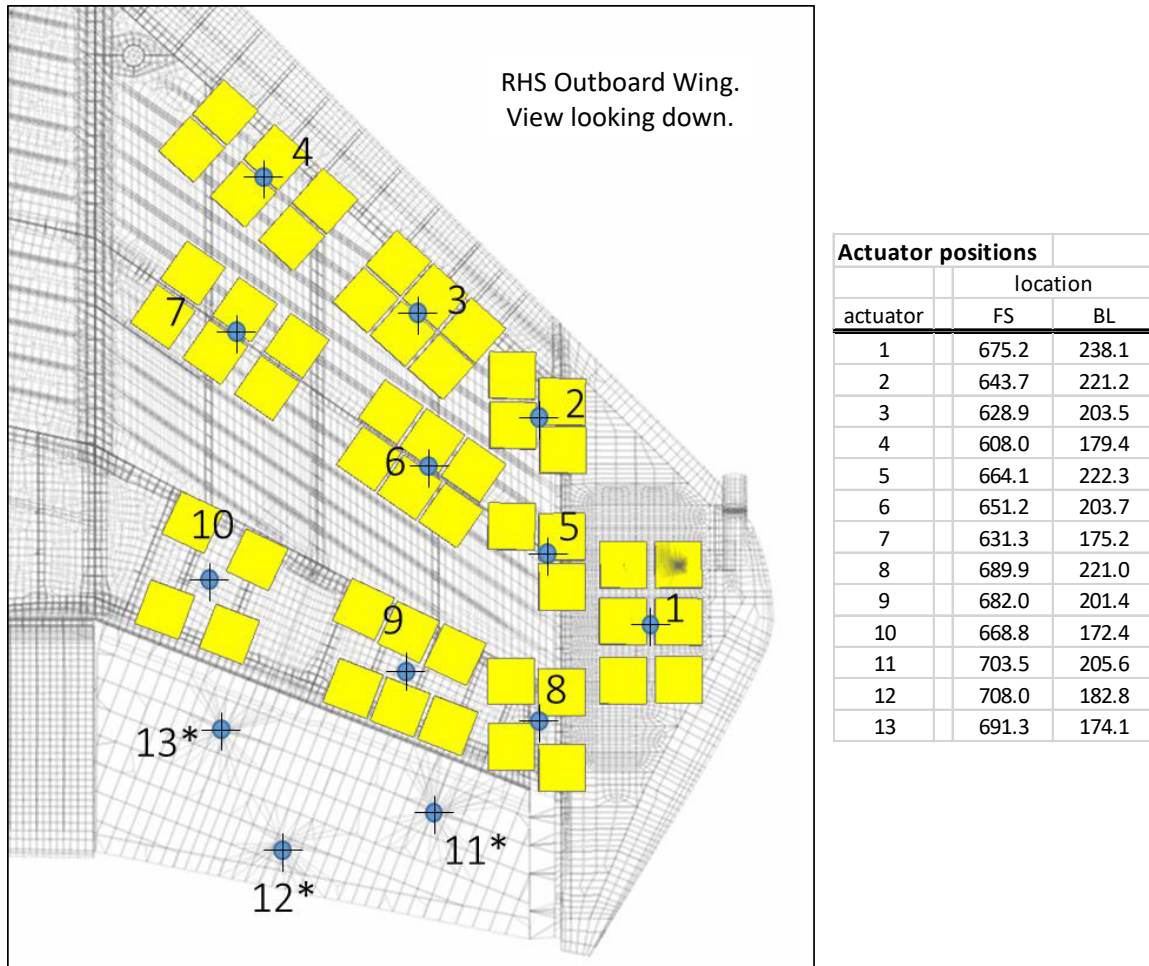 RHS Outboard Wing.
View looking down.
4
3
7
2
6
5
10
1
9
8
13*
11*
12*
Actuator positions
location
actuator FS BL
1 675.2 238.1
2 643.7 221.2
3 628.9 203.5
4 608.0 179.4
5 664.1 222.3
6 651.2 203.7
7 631.3 175.2
8 689.9 221.0
9 682.0 201.4
10 668.8 172.4
11 703.5 205.6
12 708.0 182.8
13 691.3 174.1